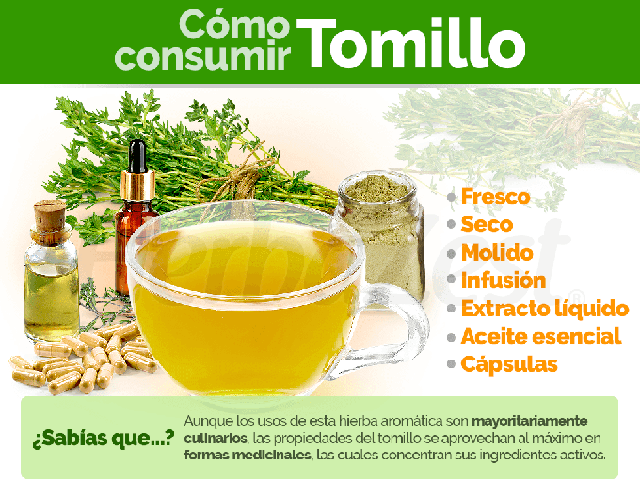 Cómo
consumir Tomillo
Fresco
Seco
Molido
Infusión
Extracto líquido
Aceite esencial
Cápsulas
¿Sabías que...?
Aunque los usos de esta hierba aromática son mayoritariamente
culinarios, las propiedades del tomillo se aprovechan al máximo en
formas medicinales, las cuales concentran sus ingredientes activos.
HerbaZest®